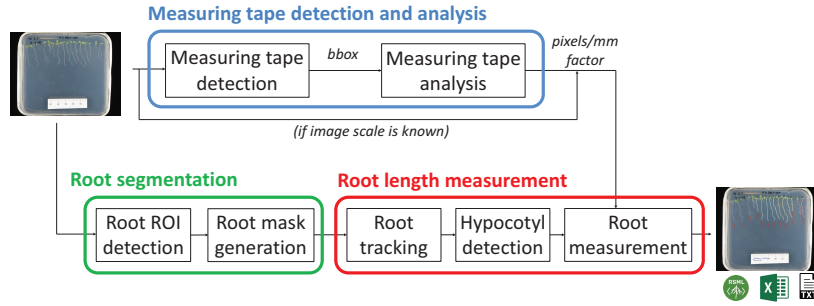 Measuring tape detection and analysis
Measuring tape
detection
bbox
Measuring tape
analysis
pixels/mm
factor
(if image scale is known)
Root segmentation
Root ROI
detection
Root mask
generation
Root length measurement
Root
tracking
Hypocotyl
detection
Root
measurement
RSML
X
TXT